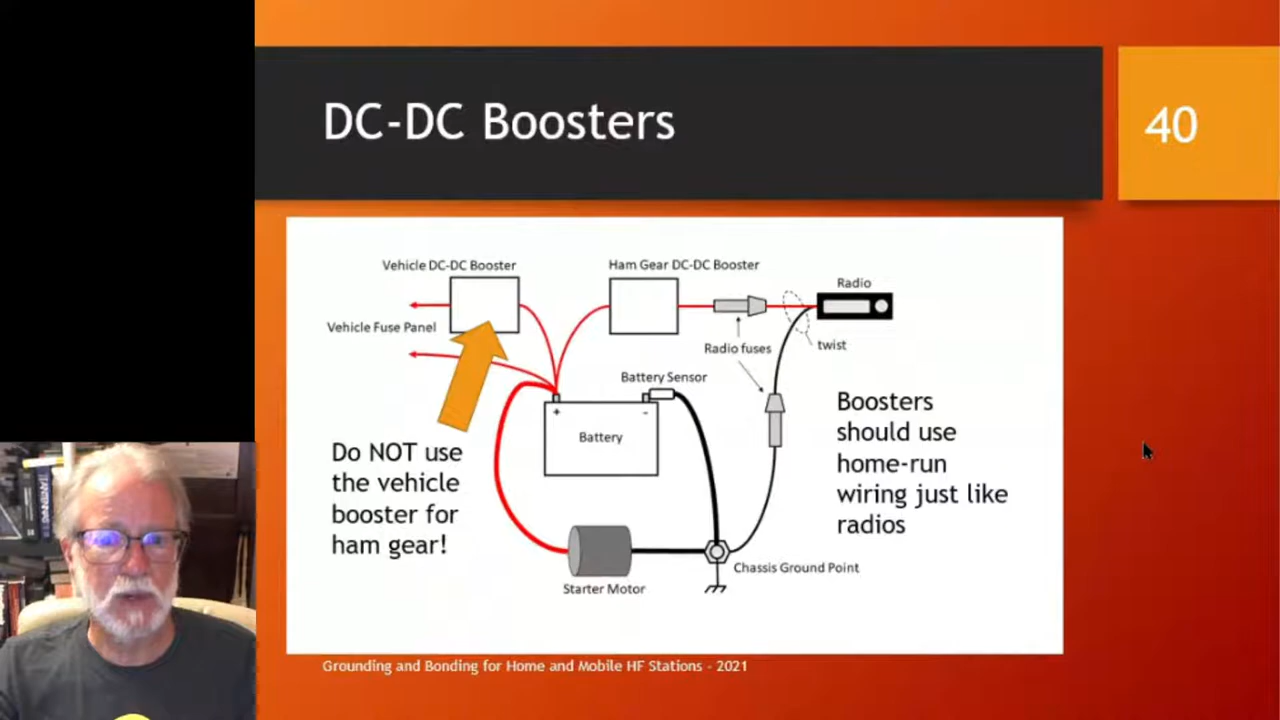 DC-DC Boosters
40
Vehicle DC-DC Booster
Ham Gear DC-DC Booster
Radio
Vehicle Fuse Panel
Radio fuses
twist
Battery Sensor
+
-
Battery
Do NOT use
the vehicle
booster for
ham gear!
Boosters
should use
home-run
wiring just like
radios
Chassis Ground Point
Starter Motor
Grounding and Bonding for Home and Mobile HF Stations - 2021